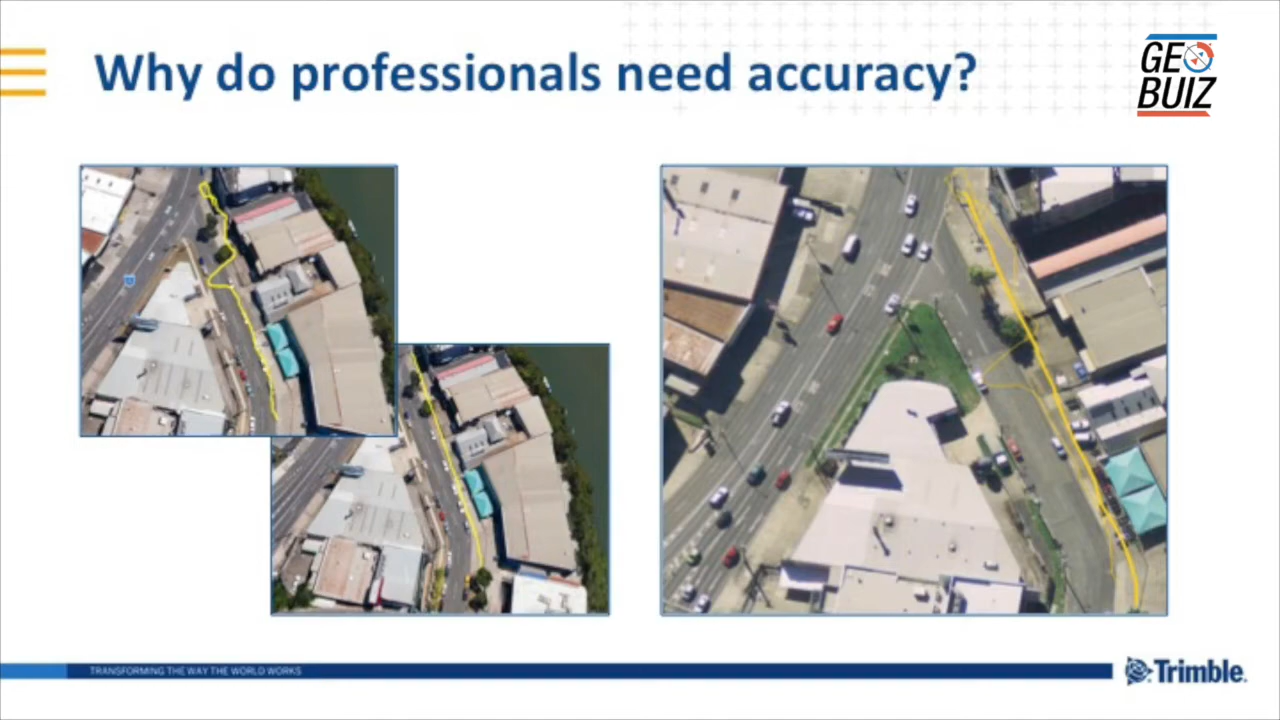 Why do professionals need accuracy?
GEO
BUIZ
TRANSFORMING THE WAY THE WORLD WORKS
Trimble.